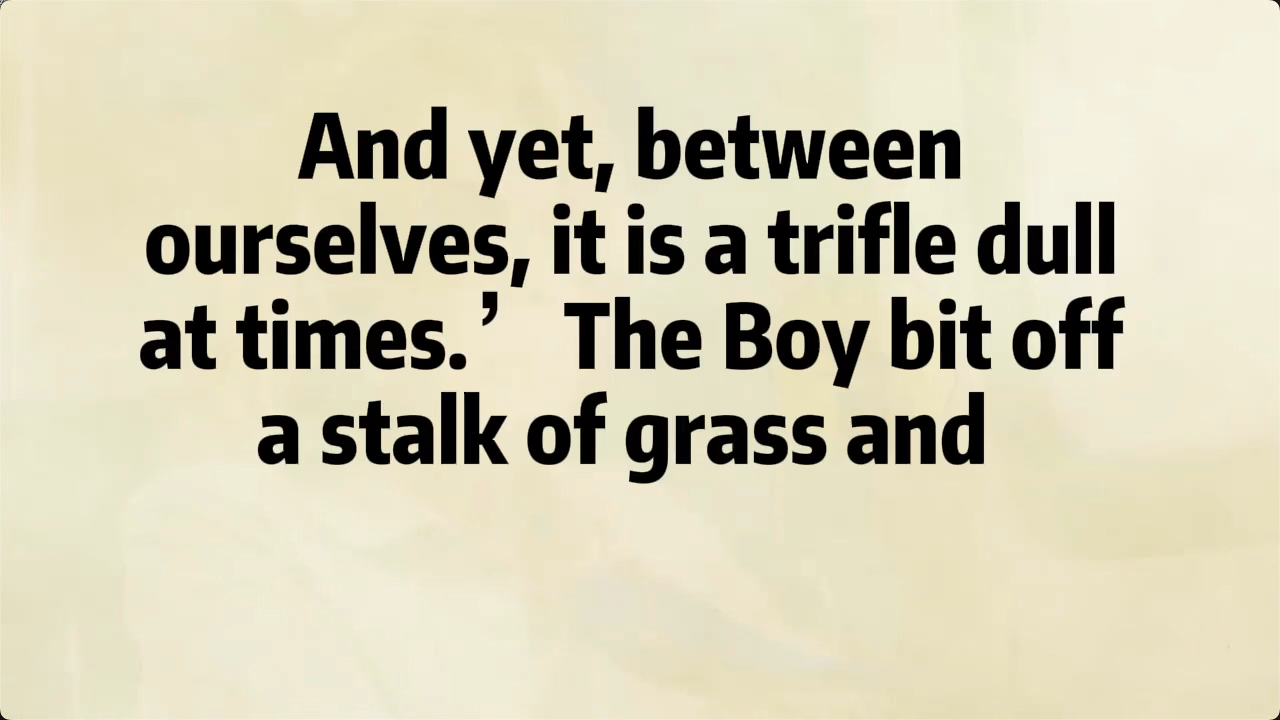 And yet, between
ourselves, it is a trifle dull
at times.’ The Boy bit off
a stalk of grass and